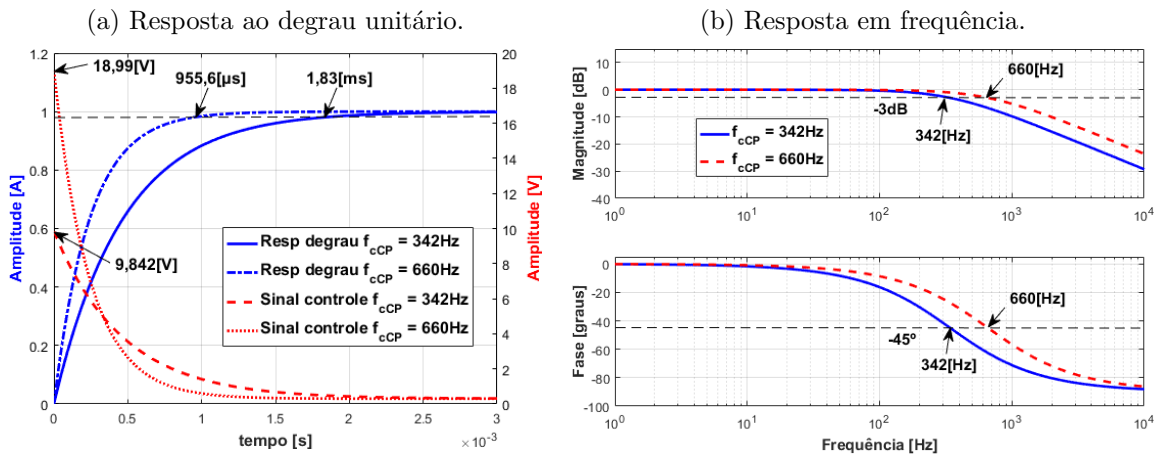 (a) Resposta ao degrau unitário.
1.2
1
0.8
0.6
0.4
0.2
0
Amplitude [A]
20
18
16
14
12
10
8
6
4
2
0
Amplitude [V]
18,99[V]
955,6[µs]
1,83[ms]
9,842[V]
Resp degrau f_cCP = 342Hz
Resp degrau f_cCP = 660Hz
Sinal controle f_cCP = 342Hz
Sinal controle f_cCP = 660Hz
0 0.5 1 1.5 2 2.5 3
tempo [s]
×10^-3
(b) Resposta em frequência.
Magnitude [dB]
10
0
-10
-20
-30
-40
660[Hz]
-3dB
342[Hz]
f_cCP = 342Hz
f_cCP = 660Hz
10^0 10^1 10^2 10^3 10^4
Fase [graus]
0
-20
-40
-60
-80
-100
660[Hz]
-45º
342[Hz]
10^0 10^1 10^2 10^3 10^4
Frequência [Hz]